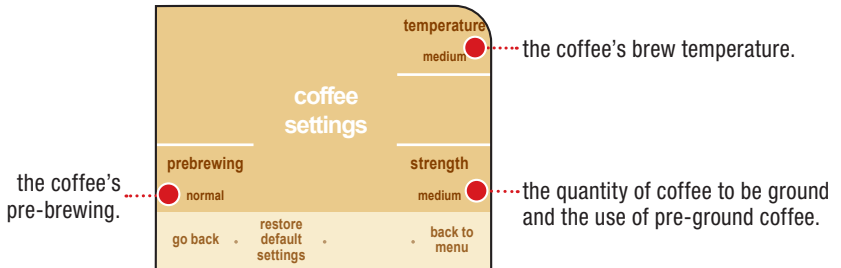 temperature
medium
the coffee’s brew temperature.
coffee
settings
prebrewing
normal
the coffee’s
pre-brewing.
strength
medium
the quantity of coffee to be ground
and the use of pre-ground coffee.
go back
restore
default
settings
back to
menu